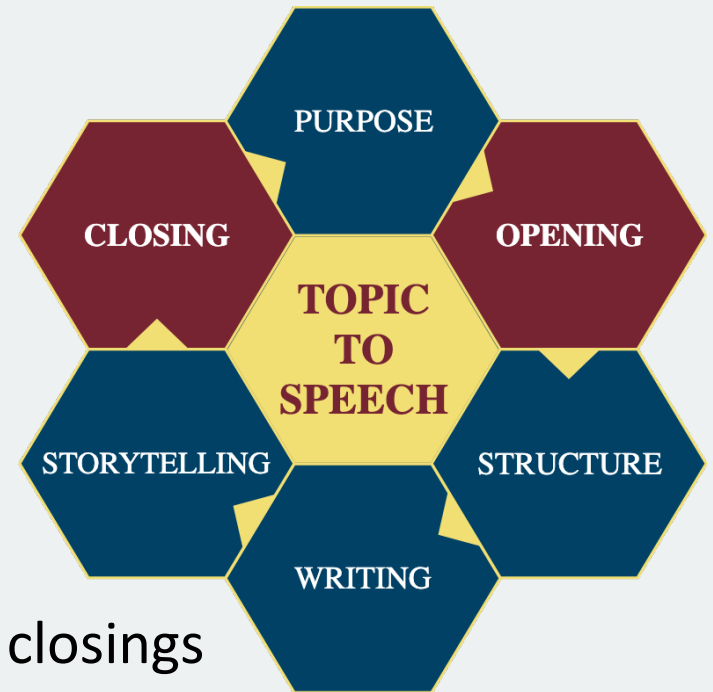 PURPOSE
CLOSING
OPENING
TOPIC
TO
SPEECH
STORYTELLING
STRUCTURE
WRITING
closings